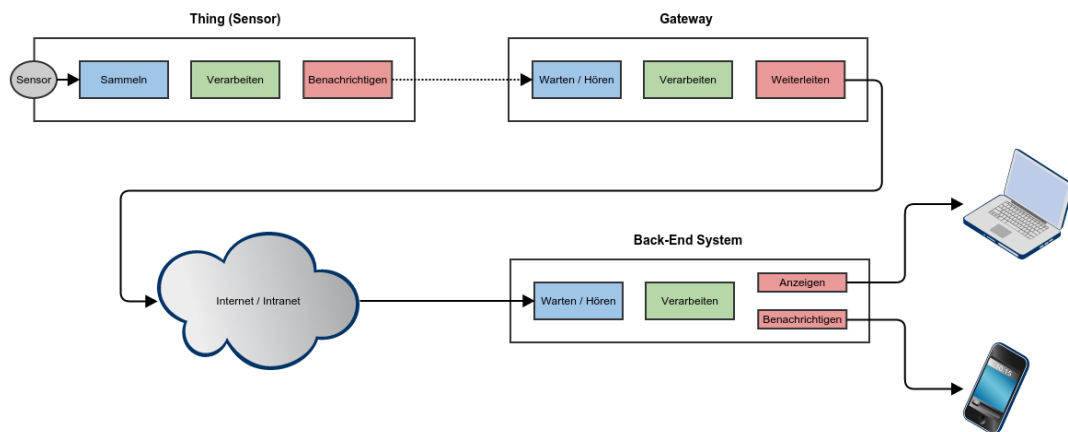 Thing (Sensor)
Gateway
Sensor
Sammeln
Verarbeiten
Benachrichtigen
Warten / Hören
Verarbeiten
Weiterleiten
Internet / Intranet
Back-End System
Warten / Hören
Verarbeiten
Anzeigen
Benachrichtigen